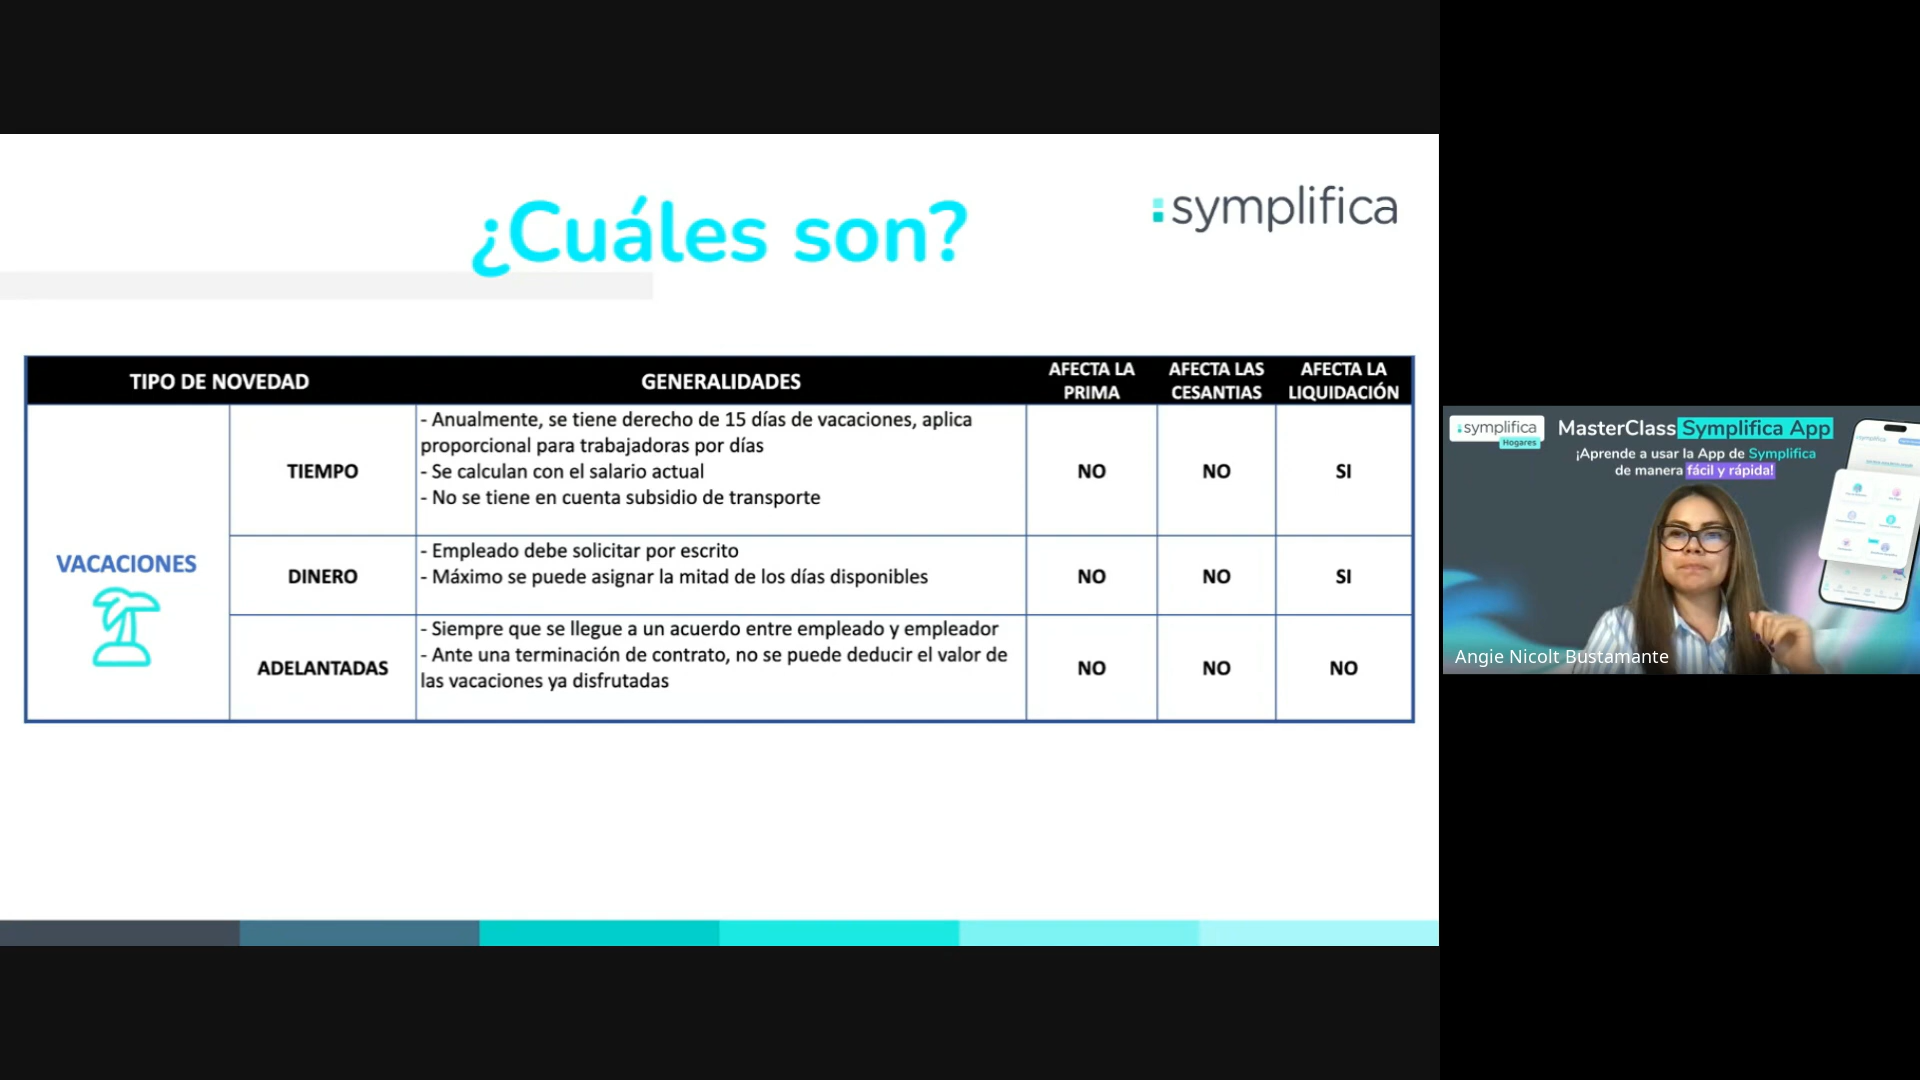 ¿Cuáles son?
:symplifica
TIPO DE NOVEDAD
GENERALIDADES
AFECTA LA
PRIMA
AFECTA LAS
CESANTIAS
AFECTA LA
LIQUIDACIÓN
VACACIONES
TIEMPO
- Anualmente, se tiene derecho de 15 días de vacaciones, aplica
proporcional para trabajadoras por días
- Se calculan con el salario actual
- No se tiene en cuenta subsidio de transporte
NO
NO
SI
DINERO
- Empleado debe solicitar por escrito
- Máximo se puede asignar la mitad de los días disponibles
NO
NO
SI
ADELANTADAS
- Siempre que se llegue a un acuerdo entre empleado y empleador
- Ante una terminación de contrato, no se puede deducir el valor de
las vacaciones ya disfrutadas
NO
NO
NO
:symplifica
Hogares
MasterClass Symplifica App
¡Aprende a usar la App de Symplifica
de manera fácil y rápida!
Angie Nicolt Bustamante